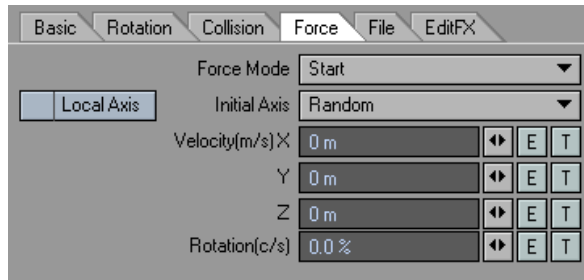 Basic Rotation Collision Force File EditFX
Force Mode Start
Local Axis Initial Axis Random
Velocity(m/s)X 0 m E T
Y 0 m E T
Z 0 m E T
Rotation(c/s) 0.0 % E T